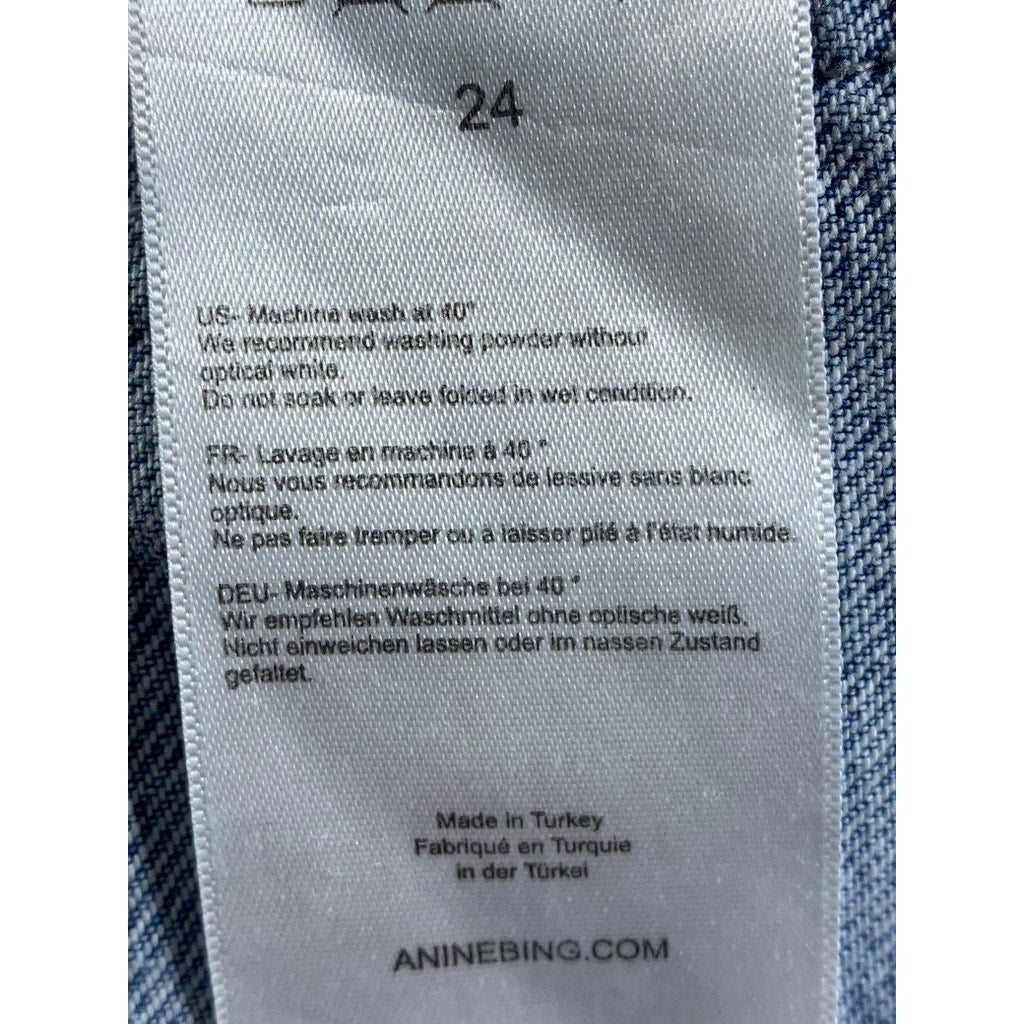 24
US- Machine wash at 40°
We recommend washing powder without
optical white.
Do not soak or leave folded in wet condition.
FR- Lavage en machine à 40 °
Nous vous recommandons de lessive sans blanc
optique.
Ne pas faire tremper ou a laisser plié à l'état humide.
DEU- Maschinenwäsche bei 40 °
Wir empfehlen Waschmittel ohne optische weiß.
Nicht einweichen lassen oder im nassen Zustand
gefaltet.
Made in Turkey
Fabriqué en Turquie
in der Türkei
ANINEBING.COM